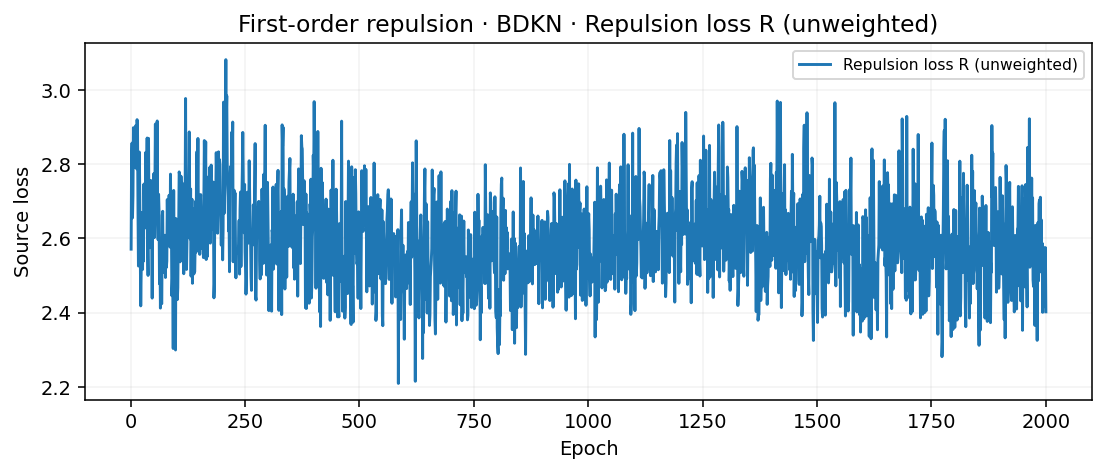 First-order repulsion · BDKN · Repulsion loss R (unweighted)
Repulsion loss R (unweighted)
Source loss
3.0
2.8
2.6
2.4
2.2
0 250 500 750 1000 1250 1500 1750 2000
Epoch